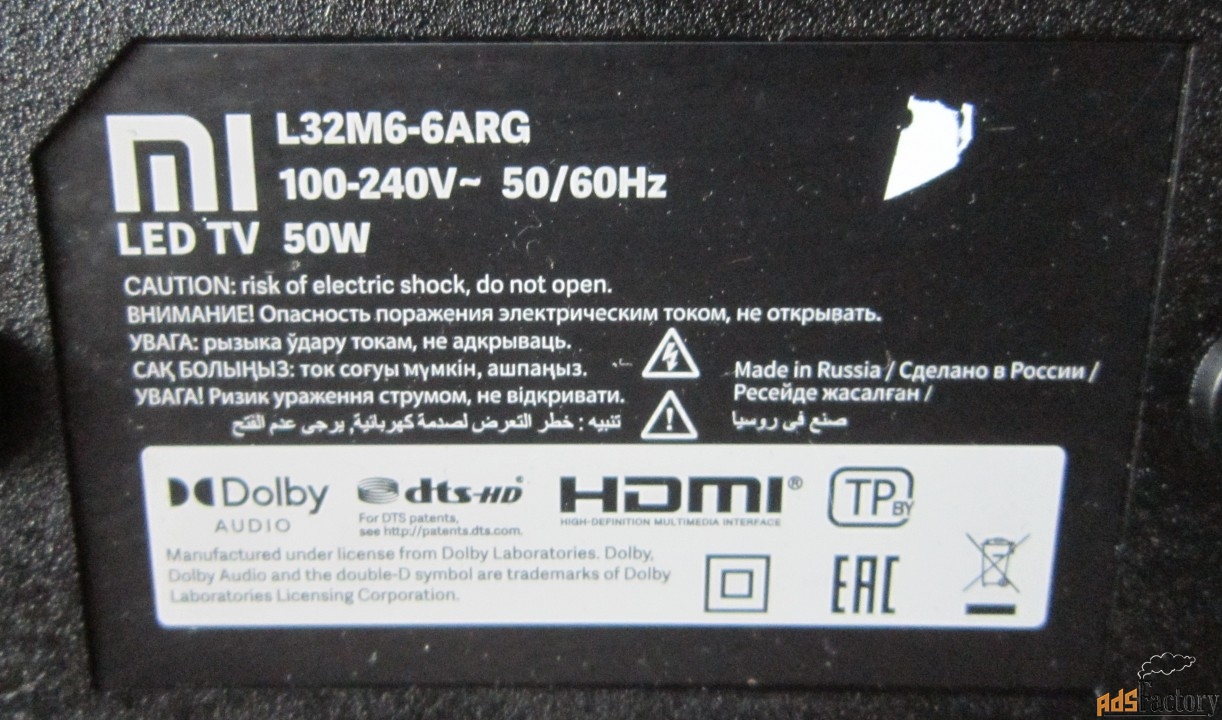 mi L32M6-6ARG
100-240V~ 50/60Hz
LED TV 50W
CAUTION: risk of electric shock, do not open.
ВНИМАНИЕ! Опасность поражения электрическим током, не открывать.
УВАГА: рызыка ўдару токам, не адкрываць.
САҚ БОЛЫҢЫЗ: ток соғуы мүмкін, ашпаңыз.
УВАГА! Ризик ураження струмом, не відкривати.
تنبيه : خطر التعرض لصدمة كهربائية, يرجى عدم الفتح
Made in Russia / Сделано в России /
Ресейде жасалған /
صنع في روسيا
Dolby
AUDIO
dts-HD
For DTS patents,
see http://patents.dts.com.
HDMI®
HIGH-DEFINITION MULTIMEDIA INTERFACE
TP BY
Manufactured under license from Dolby Laboratories. Dolby,
Dolby Audio and the double-D symbol are trademarks of Dolby
Laboratories Licensing Corporation.
EAC
AdsFactory